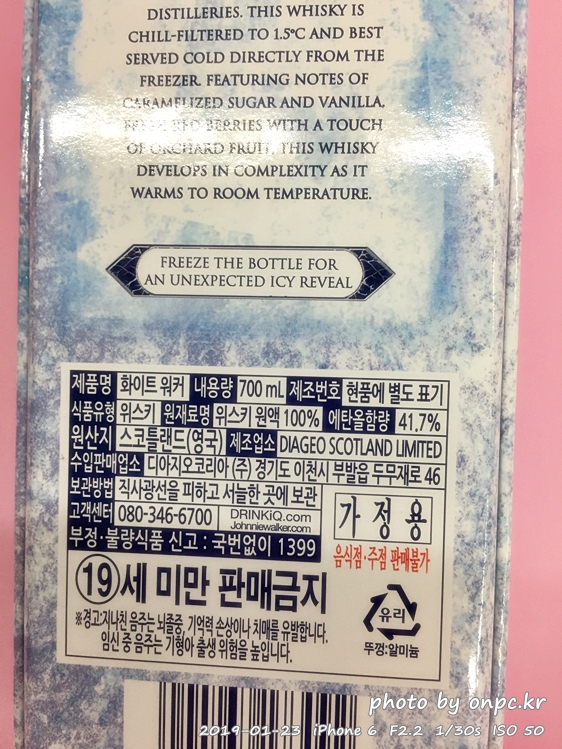 DISTILLERIES. THIS WHISKY IS
CHILL-FILTERED TO 1.5°C AND BEST
SERVED COLD DIRECTLY FROM THE
FREEZER. FEATURING NOTES OF
CARAMELIZED SUGAR AND VANILLA,
FRESH RED BERRIES WITH A TOUCH
OF ORCHARD FRUIT, THIS WHISKY
DEVELOPS IN COMPLEXITY AS IT
WARMS TO ROOM TEMPERATURE.
FREEZE THE BOTTLE FOR
AN UNEXPECTED ICY REVEAL
제품명 화이트 워커 내용량 700 mL 제조번호 현품에 별도 표기
식품유형 위스키 원재료명 위스키 원액 100% 에탄올함량 41.7%
원산지 스코틀랜드(영국) 제조업소 DIAGEO SCOTLAND LIMITED
수입판매업소 디아지오코리아 (주) 경기도 이천시 부발읍 두무재로 46
보관방법 직사광선을 피하고 서늘한 곳에 보관
고객센터 080-346-6700 DRINKiQ.com
Johnniewalker.com
가 정 용
부정·불량식품 신고 : 국번없이 1399
음식점·주점 판매불가
19세 미만 판매금지
※경고:지나친 음주는 뇌졸중, 기억력 손상이나 치매를 유발합니다.
임신 중 음주는 기형아 출생 위험을 높입니다.
유리
뚜껑:알미늄
photo by onpc.kr
2019-01-23 iPhone 6 F2.2 1/30s ISO 50